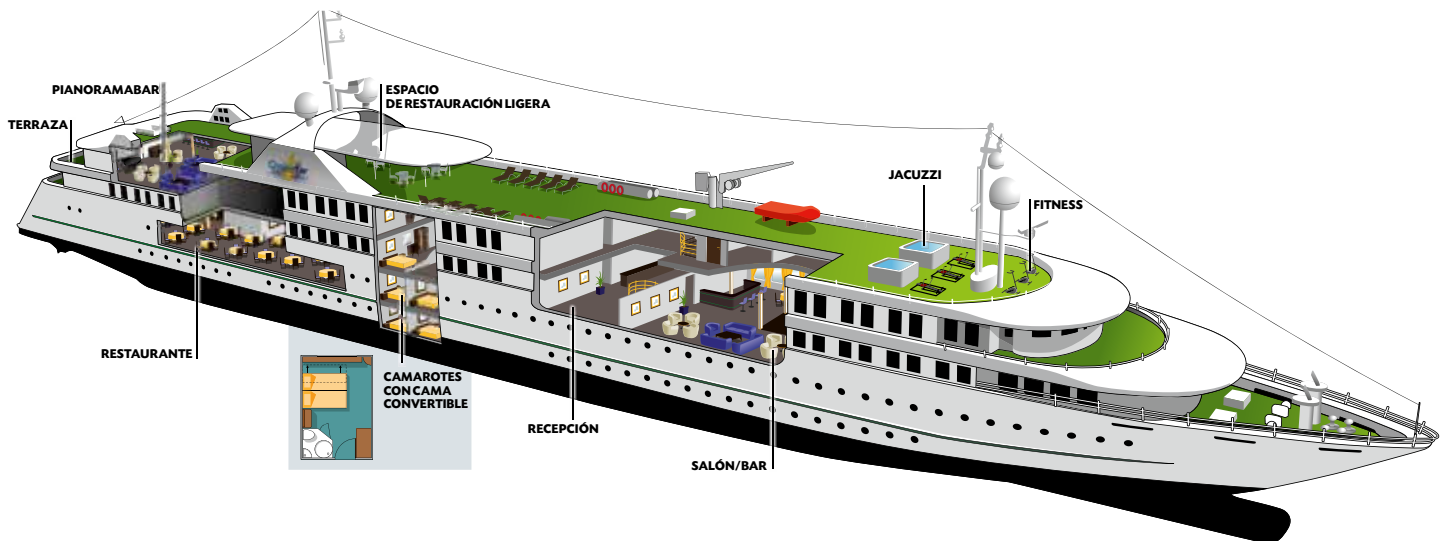 PIANORAMABAR
TERRAZA
ESPACIO
DE RESTAURACIÓN LIGERA
JACUZZI
FITNESS
RESTAURANTE
CAMAROTES
CON CAMA
CONVERTIBLE
RECEPCIÓN
SALÓN/BAR